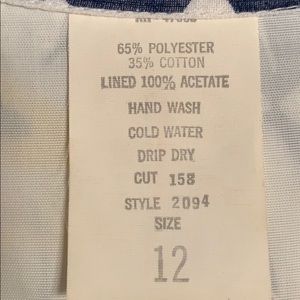 65% POLYESTER
35% COTTON
LINED 100% ACETATE
HAND WASH
COLD WATER
DRIP DRY
CUT 158
STYLE 2094
SIZE
12